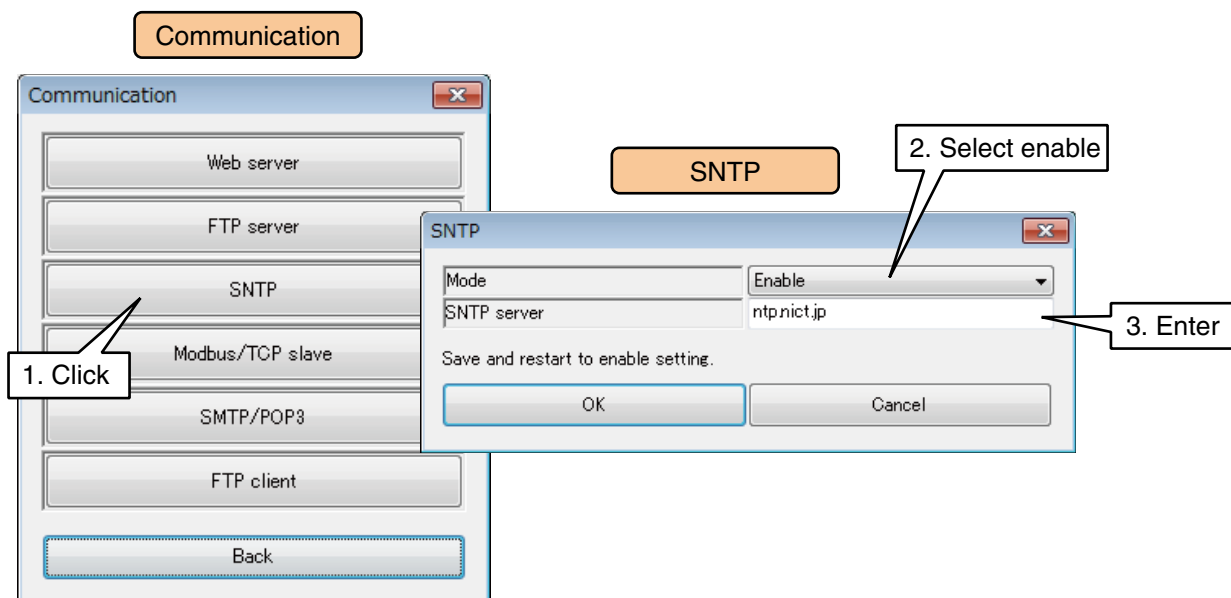 Communication
Communication
Web server
FTP server
SNTP
Modbus/TCP slave
1. Click
SMTP/POP3
FTP client
Back
SNTP
2. Select enable
SNTP
Mode
Enable
SNTP server
ntp.nict.jp
3. Enter
Save and restart to enable setting.
OK
Cancel